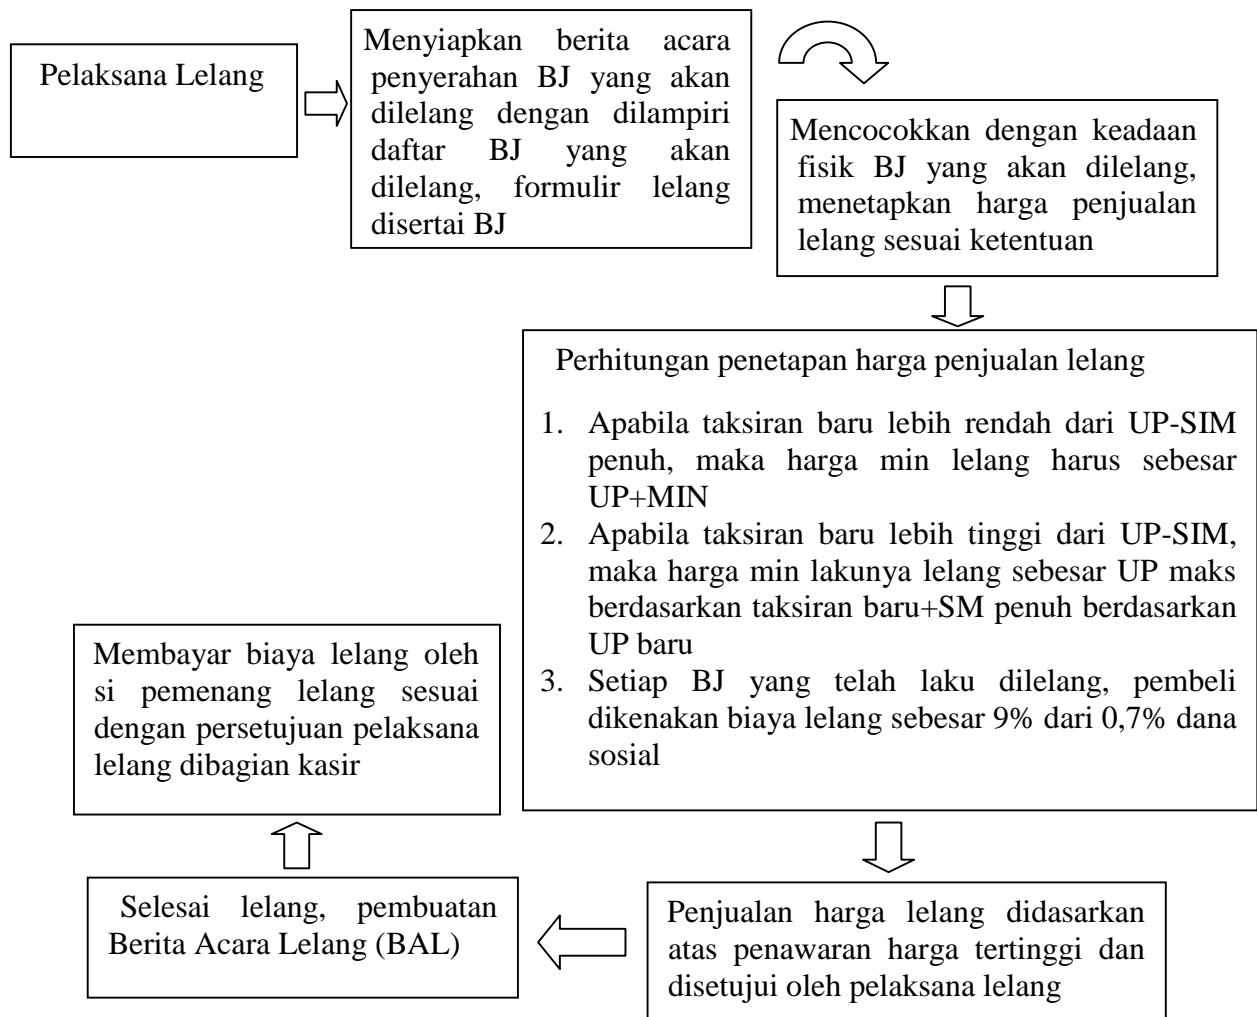 Pelaksana Lelang
Menyiapkan berita acara
penyerahan BJ yang akan
dilelang dengan dilampiri
daftar BJ yang akan
dilelang, formulir lelang
disertai BJ
Mencocokkan dengan keadaan
fisik BJ yang akan dilelang,
menetapkan harga penjualan
lelang sesuai ketentuan
Perhitungan penetapan harga penjualan lelang
1. Apabila taksiran baru lebih rendah dari UP-SIM
penuh, maka harga min lelang harus sebesar
UP+MIN
2. Apabila taksiran baru lebih tinggi dari UP-SIM,
maka harga min lakunya lelang sebesar UP maks
berdasarkan taksiran baru+SM penuh berdasarkan
UP baru
3. Setiap BJ yang telah laku dilelang, pembeli
dikenakan biaya lelang sebesar 9% dari 0,7% dana
sosial
Penjualan harga lelang didasarkan
atas penawaran harga tertinggi dan
disetujui oleh pelaksana lelang
Selesai lelang, pembuatan
Berita Acara Lelang (BAL)
Membayar biaya lelang oleh
si pemenang lelang sesuai
dengan persetujuan pelaksana
lelang dibagian kasir